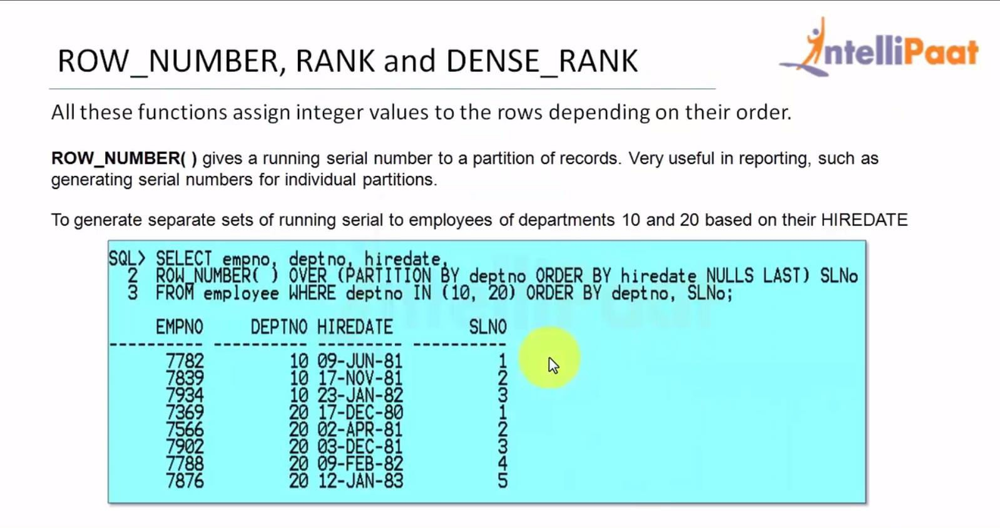 IntelliPaat
ROW_NUMBER, RANK and DENSE_RANK
All these functions assign integer values to the rows depending on their order.
ROW_NUMBER( ) gives a running serial number to a partition of records. Very useful in reporting, such as
generating serial numbers for individual partitions.
To generate separate sets of running serial to employees of departments 10 and 20 based on their HIREDATE
SQL> SELECT empno, deptno, hiredate,
2 ROW_NUMBER( ) OVER (PARTITION BY deptno ORDER BY hiredate NULLS LAST) SLNo
3 FROM employee WHERE deptno IN (10, 20) ORDER BY deptno, SLNo;
EMPNO DEPTNO HIREDATE SLNO
---------- ---------- --------- ----------
7782 10 09-JUN-81 1
7839 10 17-NOV-81 2
7934 10 23-JAN-82 3
7369 20 17-DEC-80 1
7566 20 02-APR-81 2
7902 20 03-DEC-81 3
7788 20 09-FEB-82 4
7876 20 12-JAN-83 5